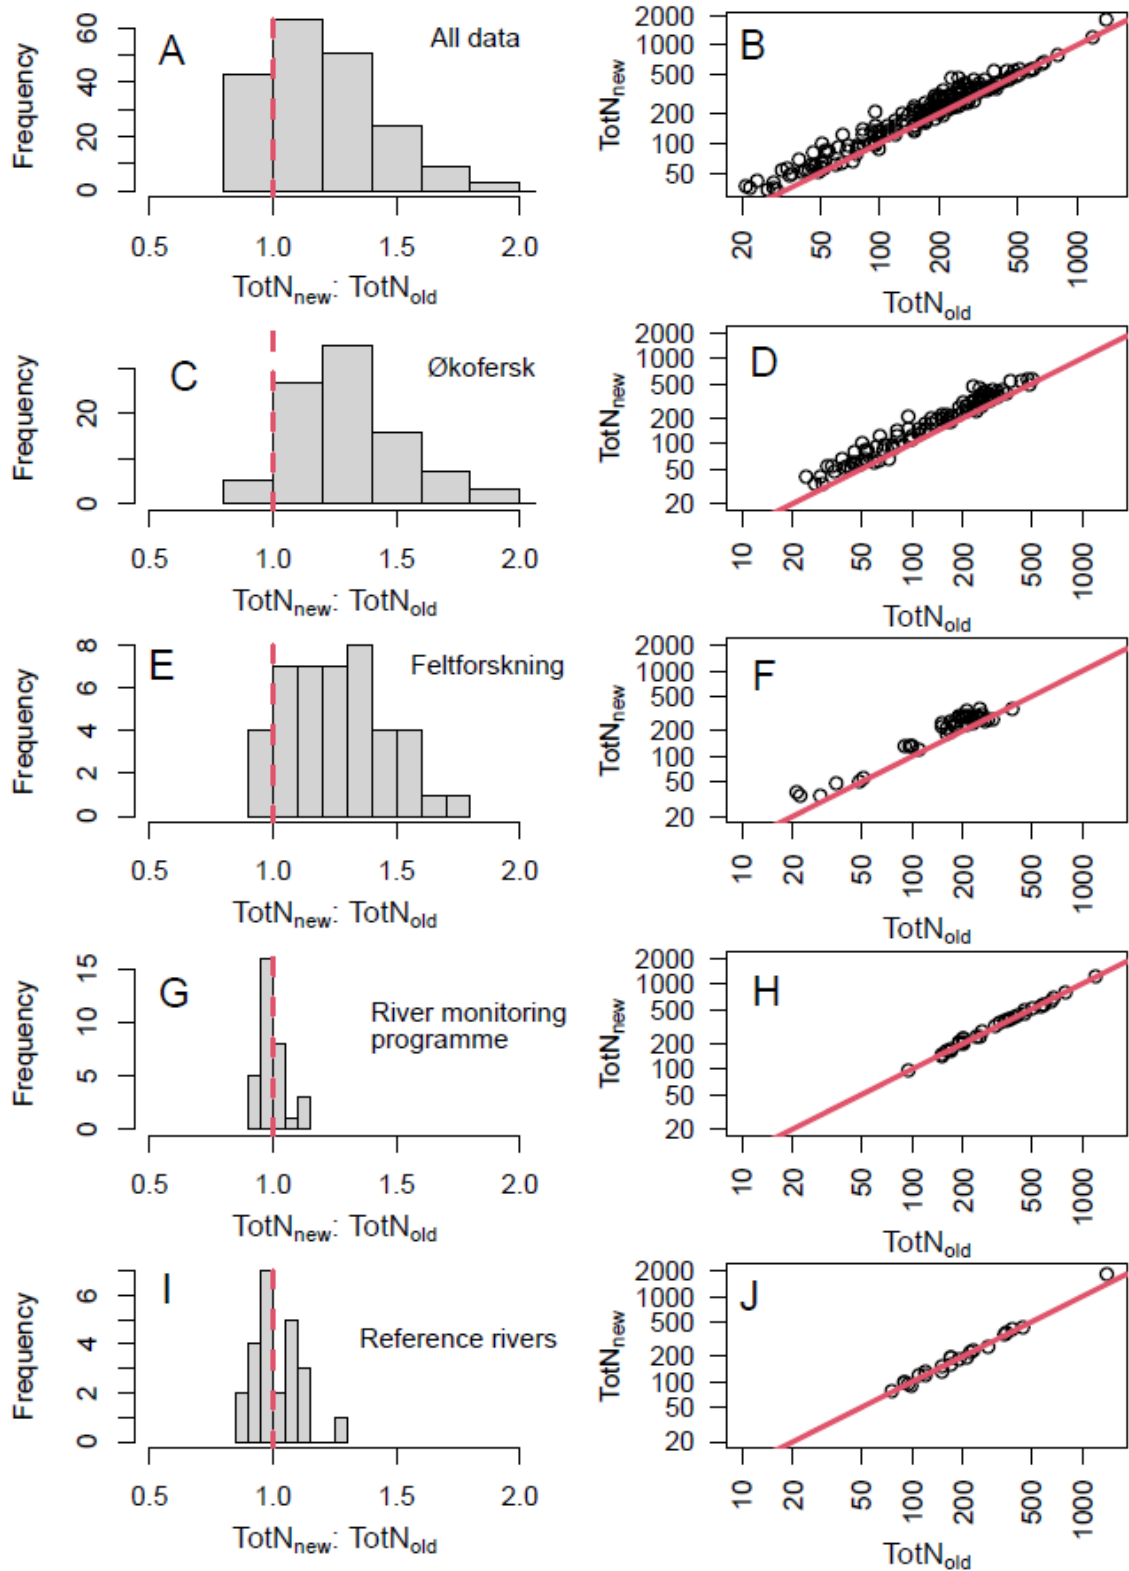 A
All data
Frequency
0
20
40
60
0.5
1.0
1.5
2.0
TotNnew: TotNold
B
TotNnew
50
100
200
500
1000
2000
20
50
100
200
500
1000
TotNold
C
Økofersk
Frequency
0
20
0.5
1.0
1.5
2.0
TotNnew: TotNold
D
TotNnew
20
50
100
200
500
1000
2000
10
20
50
100
200
500
1000
TotNold
E
Feltforskning
Frequency
0
2
4
6
8
0.5
1.0
1.5
2.0
TotNnew: TotNold
F
TotNnew
20
50
100
200
500
1000
2000
10
20
50
100
200
500
1000
TotNold
G
River monitoring
programme
Frequency
0
5
10
15
0.5
1.0
1.5
2.0
TotNnew: TotNold
H
TotNnew
20
50
100
200
500
1000
2000
10
20
50
100
200
500
1000
TotNold
I
Reference rivers
Frequency
0
2
4
6
0.5
1.0
1.5
2.0
TotNnew: TotNold
J
TotNnew
20
50
100
200
500
1000
2000
10
20
50
100
200
500
1000
TotNold